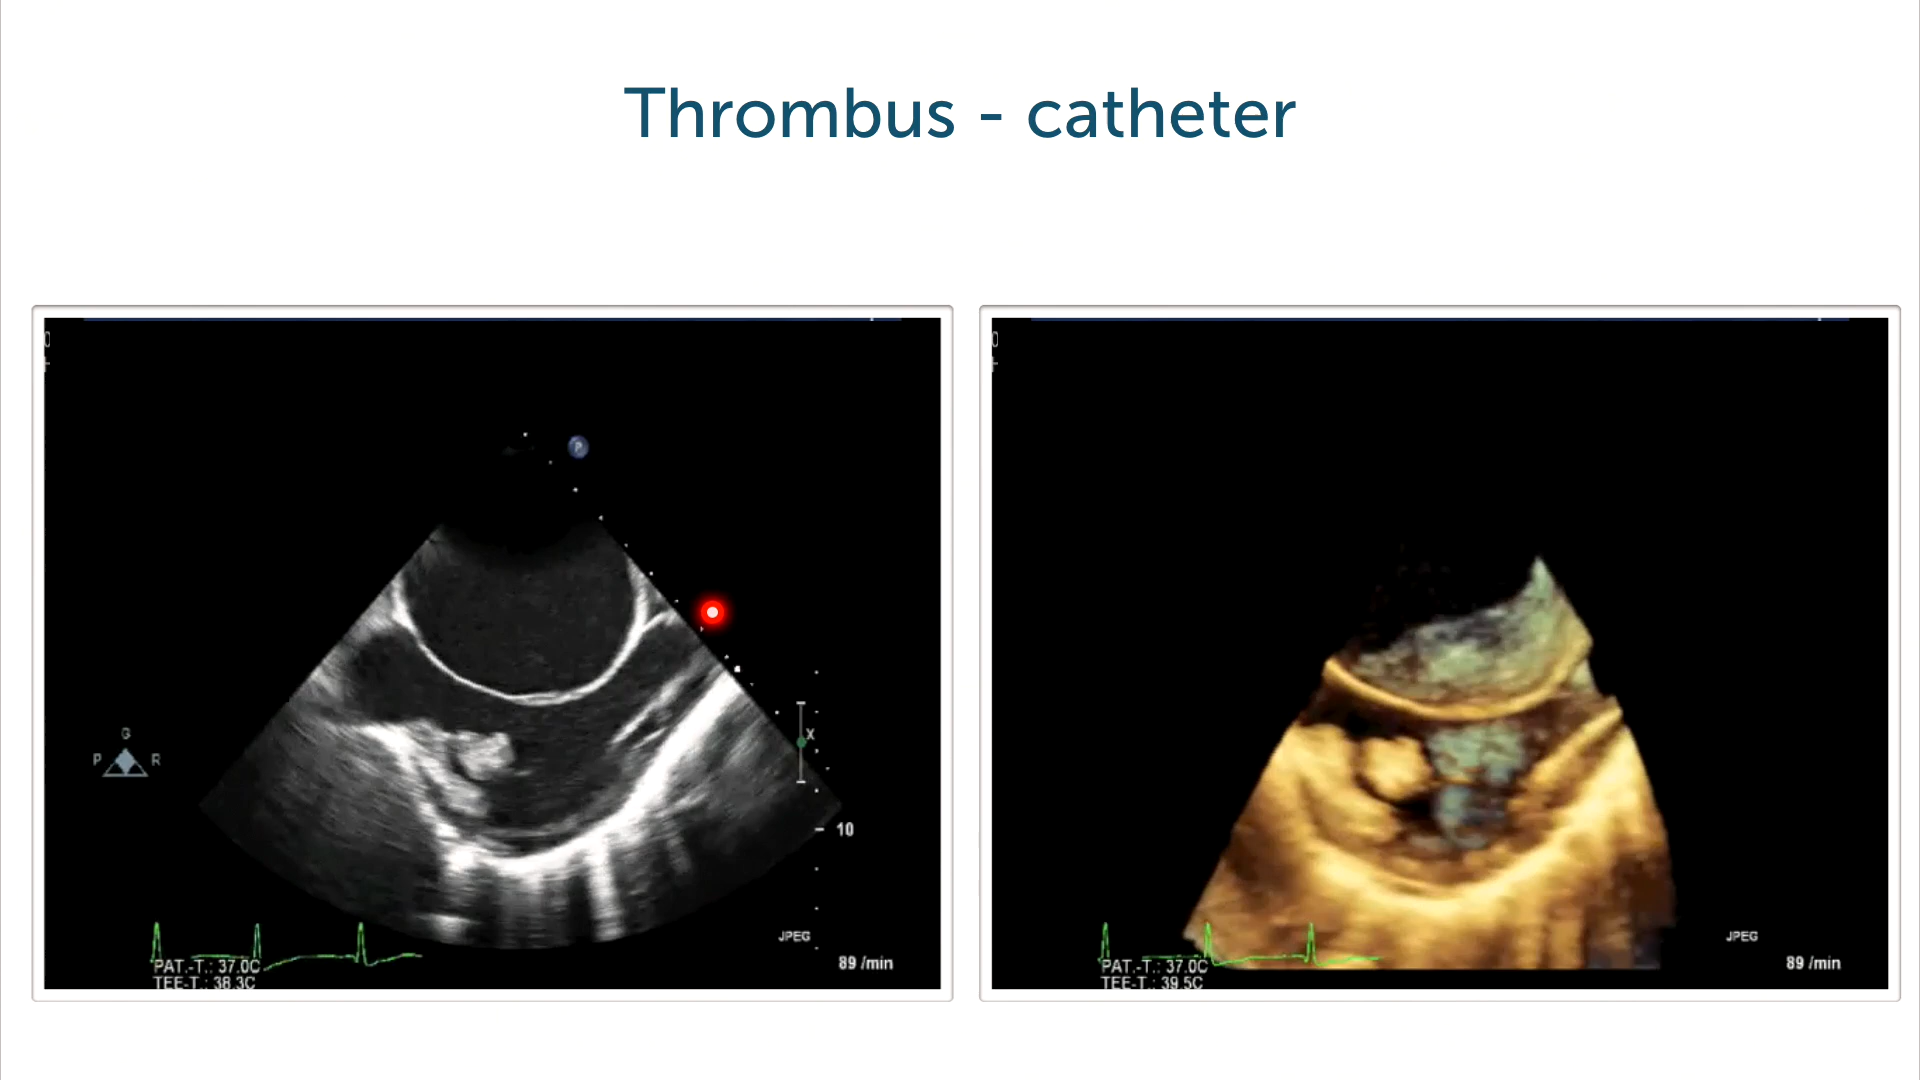 Thrombus - catheter
P
G
P R
X
10
JPEG
89 /min
PAT.-T.: 37.0C
TEE-T.: 38.3C
JPEG
89 /min
PAT.-T.: 37.0C
TEE-T.: 39.5C